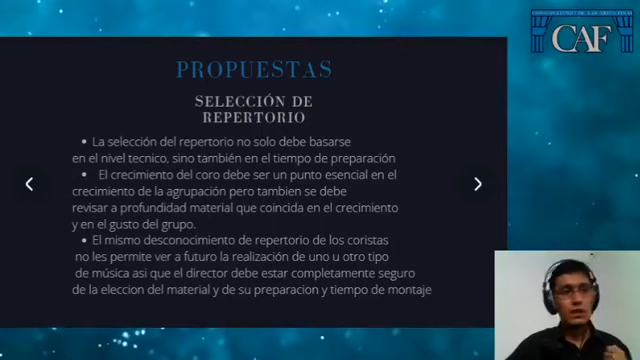 CAF
PROPUESTAS
SELECCIÓN DE
REPERTORIO
• La selección del repertorio no solo debe basarse
en el nivel tecnico, sino también en el tiempo de preparación
• El crecimiento del coro debe ser un punto esencial en el
crecimiento de la agrupación pero tambien se debe
revisar a profundidad material que coincida en el crecimiento
y en el gusto del grupo.
• El mismo desconocimiento de repertorio de los coristas
no les permite ver a futuro la realización de uno u otro tipo
de música asi que el director debe estar completamente seguro
de la eleccion del material y de su preparacion y tiempo de montaje